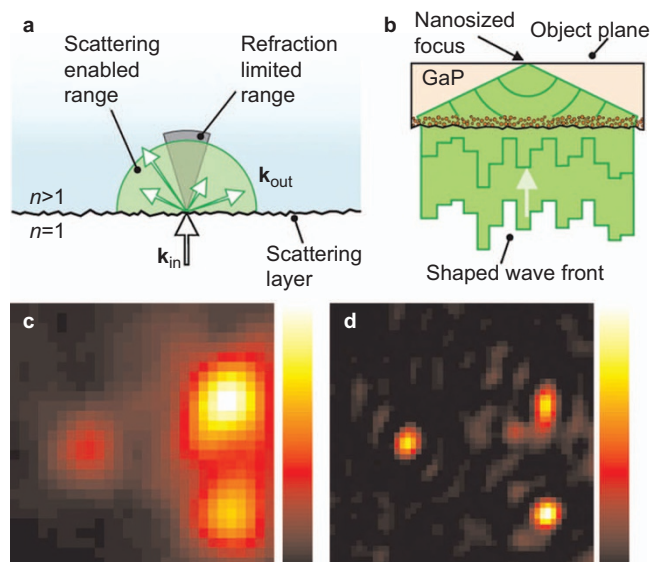 a
Scattering
enabled
range
Refraction
limited
range
k_out
n>1
n=1
k_in
Scattering
layer
b
Nanosized
focus
Object plane
GaP
Shaped wave front
c
d